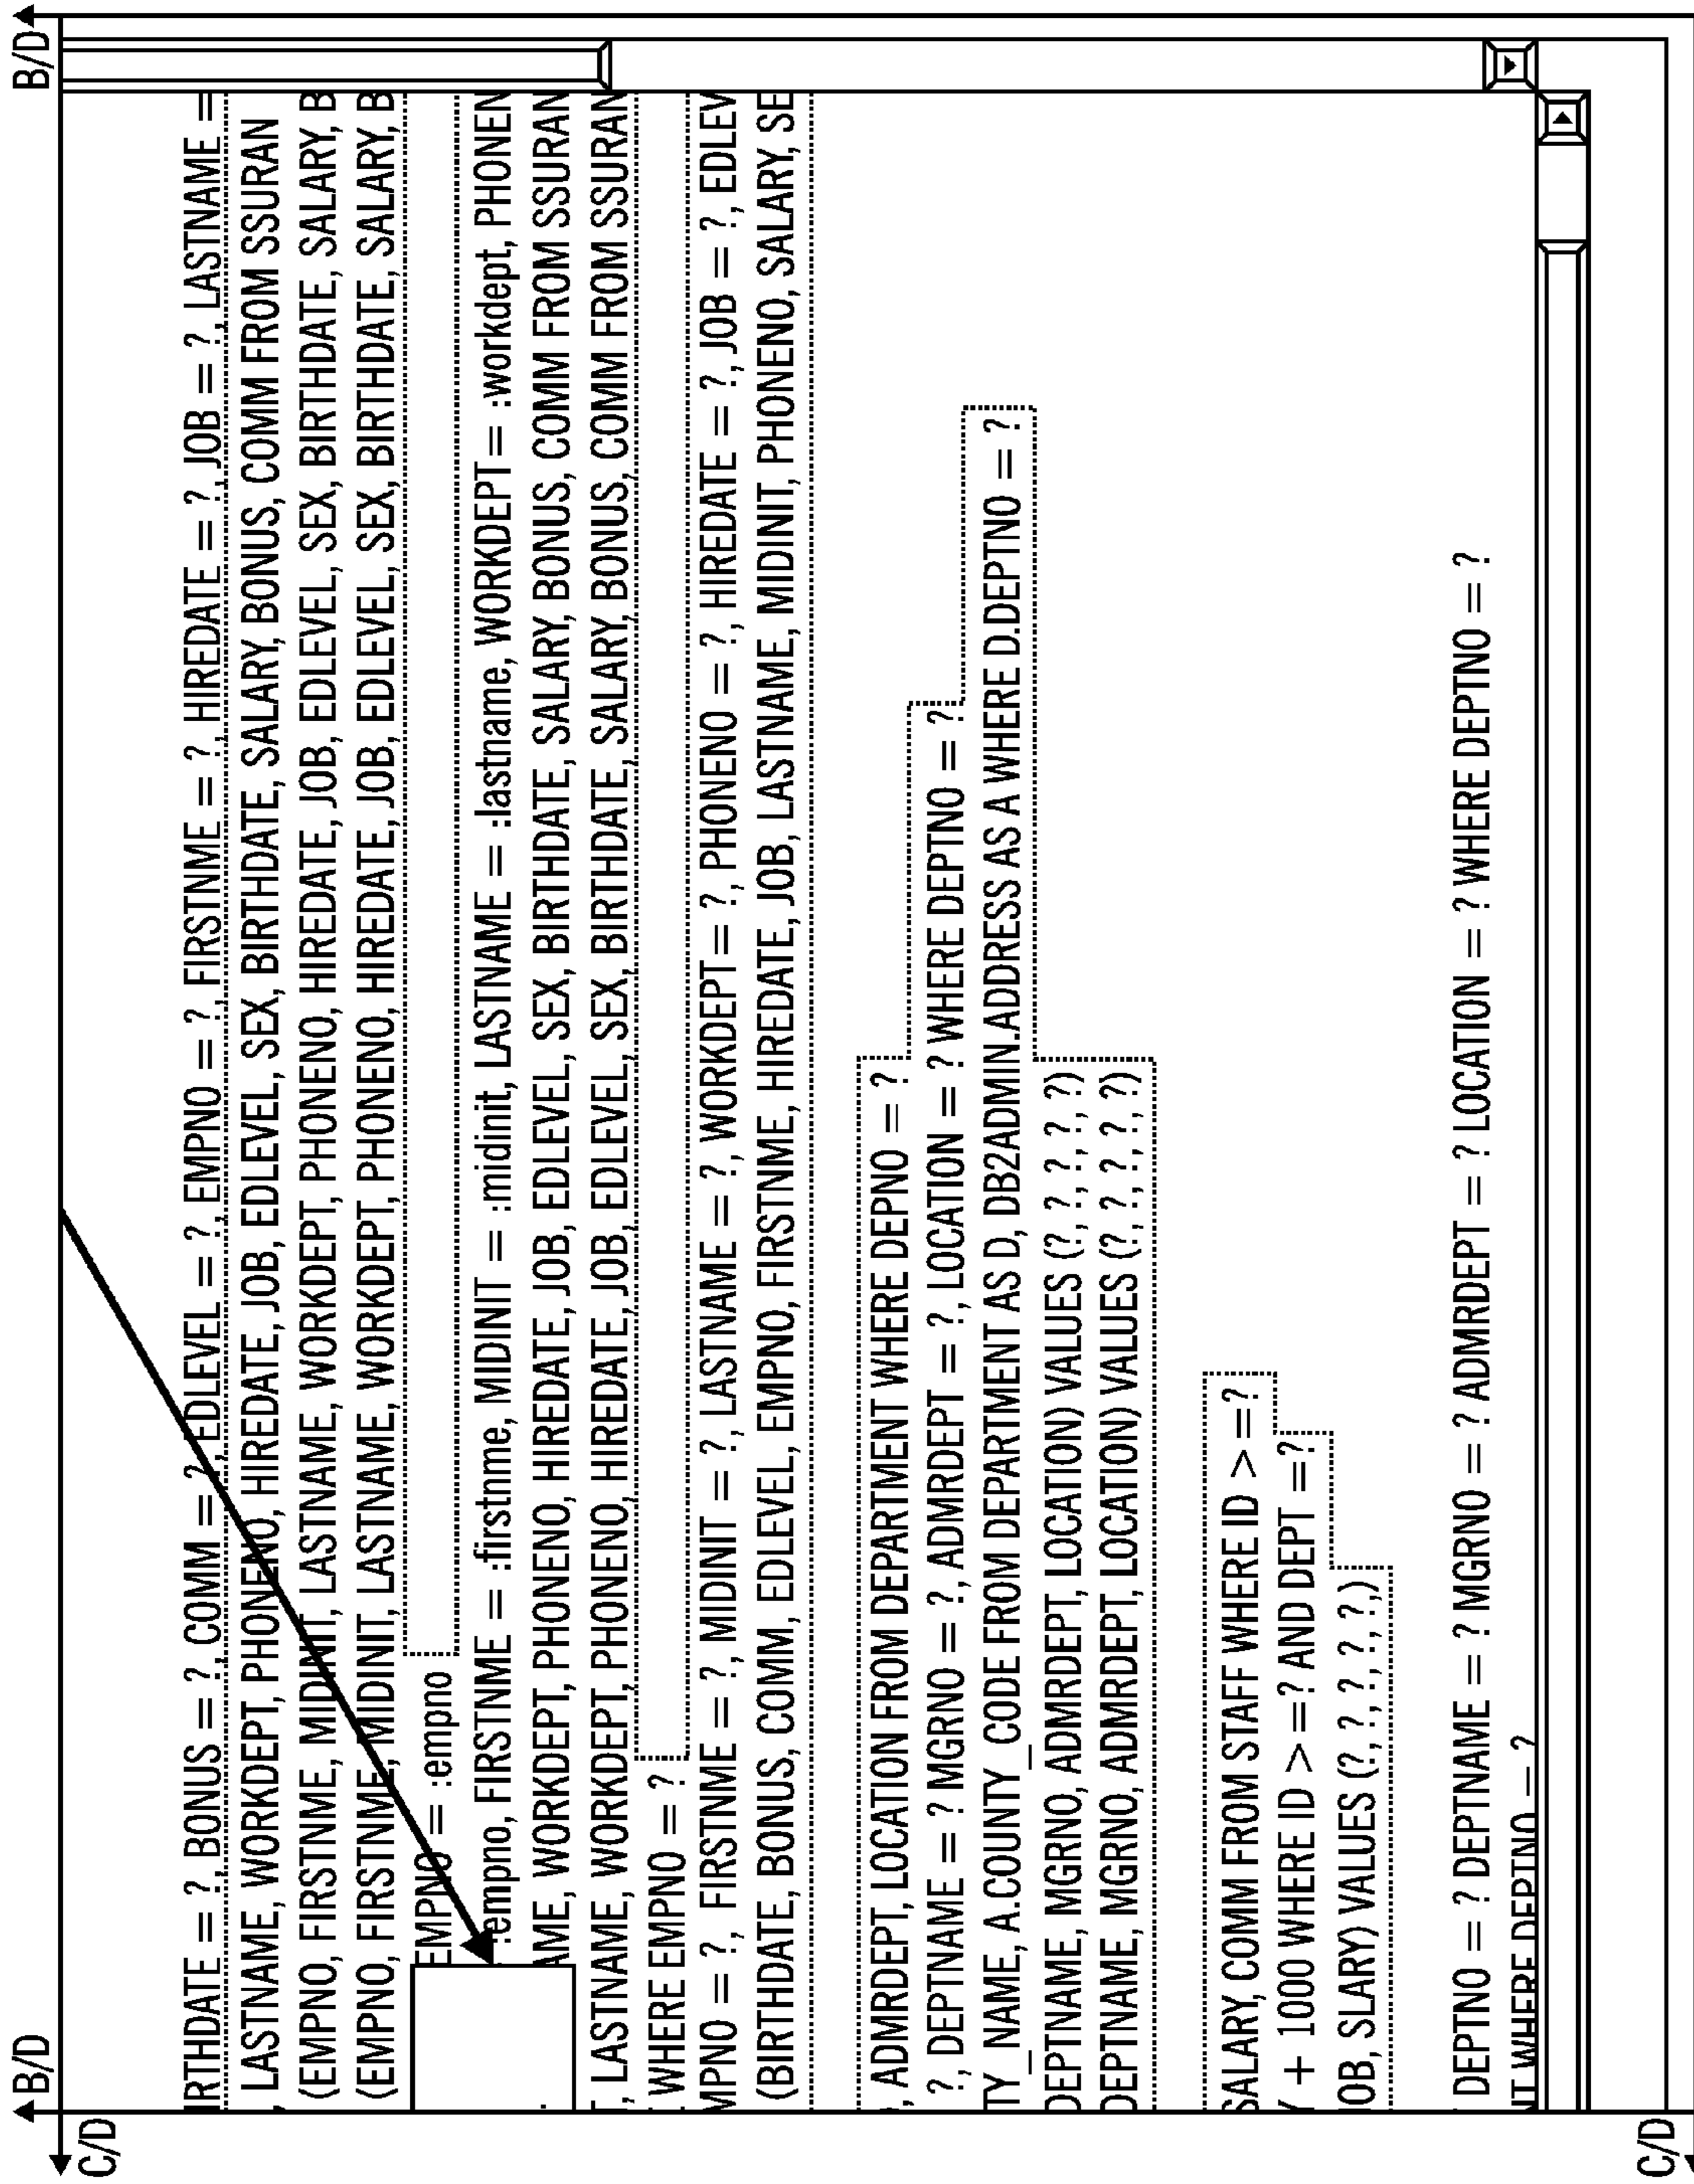 B/D
B/D
C/D
IRTHDATE = ?, BONUS = ?, COMM = ?, EDLEVEL = ?, EMPNO = ?, FIRSTNME = ?, HIREDATE = ?, JOB = ?, LASTNAME =
, LASTNAME, WORKDEPT, PHONENO, HIREDATE, JOB, EDLEVEL, SEX, BIRTHDATE, SALARY, BONUS, COMM FROM SSURAN
(EMPNO, FIRSTNME, MIDINIT, LASTNAME, WORKDEPT, PHONENO, HIREDATE, JOB, EDLEVEL, SEX, BIRTHDATE, SALARY, B
(EMPNO, FIRSTNME, MIDINIT, LASTNAME, WORKDEPT, PHONENO, HIREDATE, JOB, EDLEVEL, SEX, BIRTHDATE, SALARY, B
EMPNO = :empno
:empno, FIRSTNME = :firstnme, MIDINIT = :midinit, LASTNAME = :lastname, WORKDEPT = :workdept, PHONEN
AME, WORKDEPT, PHONENO, HIREDATE, JOB, EDLEVEL, SEX, BIRTHDATE, SALARY, BONUS, COMM FROM SSURAN
T, LASTNAME, WORKDEPT, PHONENO, HIREDATE, JOB, EDLEVEL, SEX, BIRTHDATE, SALARY, BONUS, COMM FROM SSURAN
WHERE EMPNO = ?
MPNO = ?, FIRSTNME = ?, MIDINIT = ?, LASTNAME = ?, WORKDEPT = ?, PHONENO = ?, HIREDATE = ?, JOB = ?, EDLEV
(BIRTHDATE, BONUS, COMM, EDLEVEL, EMPNO, FIRSTNME, HIREDATE, JOB, LASTNAME, MIDINIT, PHONENO, SALARY, SE
, ADMRDEPT, LOCATION FROM DEPARTMENT WHERE DEPNO = ?
?, DEPTNAME = ? MGRNO = ?, ADMRDEPT = ?, LOCATION = ? WHERE DEPTNO = ?
TY_NAME, A.COUNTY_CODE FROM DEPARTMENT AS D, DB2ADMIN.ADDRESS AS A WHERE D.DEPTNO = ?
DEPTNAME, MGRNO, ADMRDEPT, LOCATION) VALUES (?, ?, ?, ?, ?)
DEPTNAME, MGRNO, ADMRDEPT, LOCATION) VALUES (?, ?, ?, ?, ?)
SALARY, COMM FROM STAFF WHERE ID > =?
Y + 1000 WHERE ID > =? AND DEPT =?
IOB, SLARY) VALUES (?, ?, ?, ?, ?,)
DEPTNO = ? DEPTNAME = ? MGRNO = ? ADMRDEPT = ? LOCATION = ? WHERE DEPTNO = ?
NT WHERE DEPTNO = ?
C/D